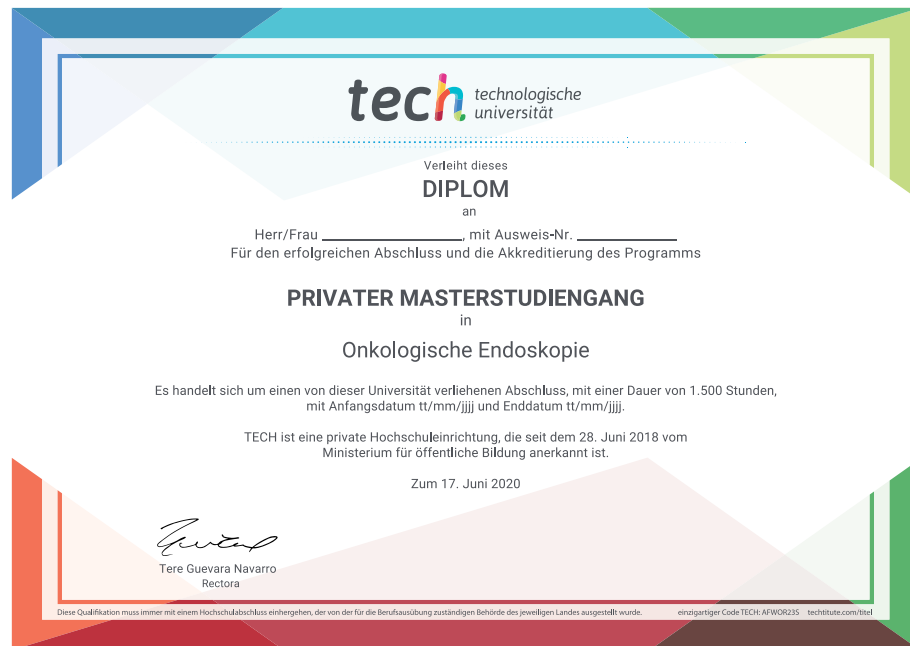 tech technologische
universität
Verleiht dieses
DIPLOM
an
Herr/Frau ____________, mit Ausweis-Nr. ____________
Für den erfolgreichen Abschluss und die Akkreditierung des Programms
PRIVATER MASTERSTUDIENGANG
in
Onkologische Endoskopie
Es handelt sich um einen von dieser Universität verliehenen Abschluss, mit einer Dauer von 1.500 Stunden,
mit Anfangsdatum tt/mm/jjjj und Enddatum tt/mm/jjjj.
TECH ist eine private Hochschuleinrichtung, die seit dem 28. Juni 2018 vom
Ministerium für öffentliche Bildung anerkannt ist.
Zum 17. Juni 2020
Tere Guevara Navarro
Rectora
Diese Qualifikation muss immer mit einem Hochschulabschluss einhergehen, der von der für die Berufsausübung zuständigen Behörde des jeweiligen Landes ausgestellt wurde. einzigartiger Code TECH: AFWOR23S techtitute.com/titel